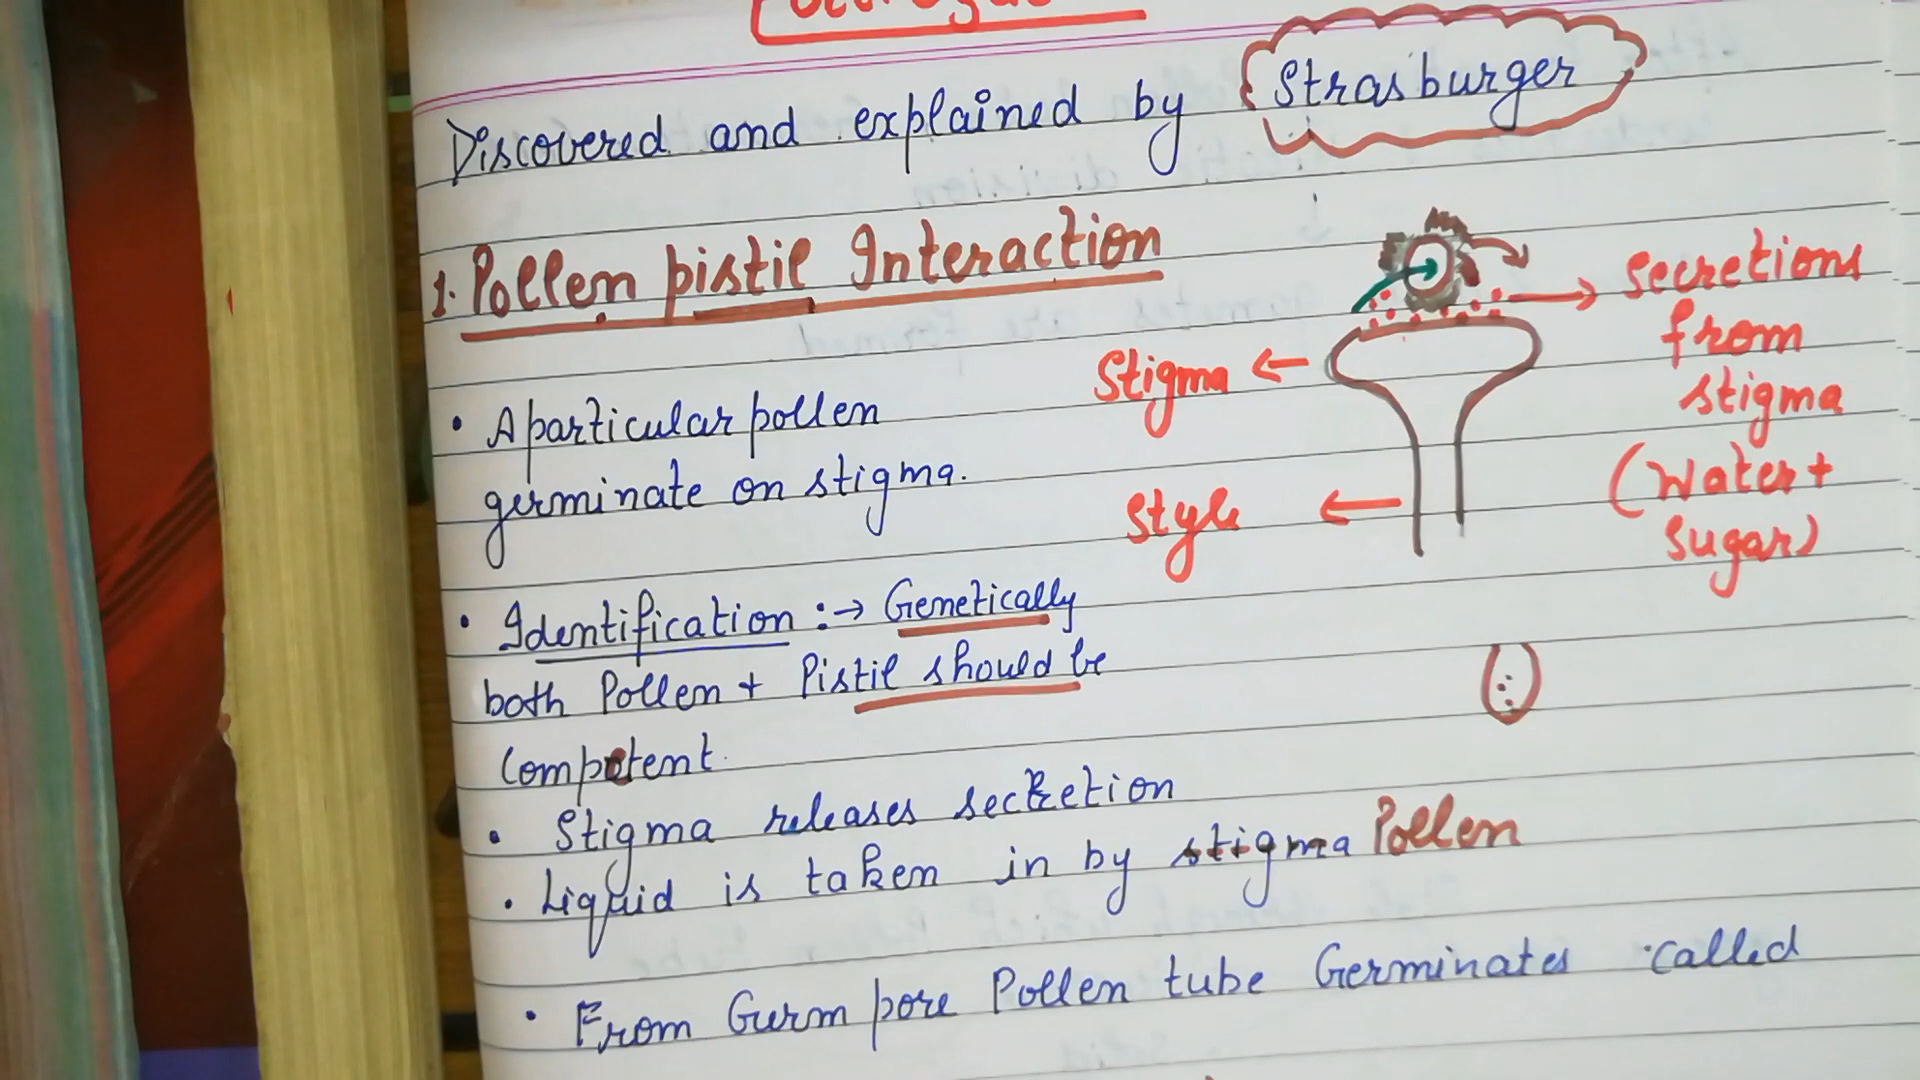 Discovered and explained by Strasburger
1. Pollen pistil Interaction
secretions
from
stigma
(Water +
sugar)
Stigma ←
Style ←
• A particular pollen
germinate on stigma.
• Identification :→ Genetically
both Pollen + Pistil should be
Competent.
• Stigma releases secretion
• Liquid is taken in by stigma Pollen
• From Germ pore Pollen tube Germinates called